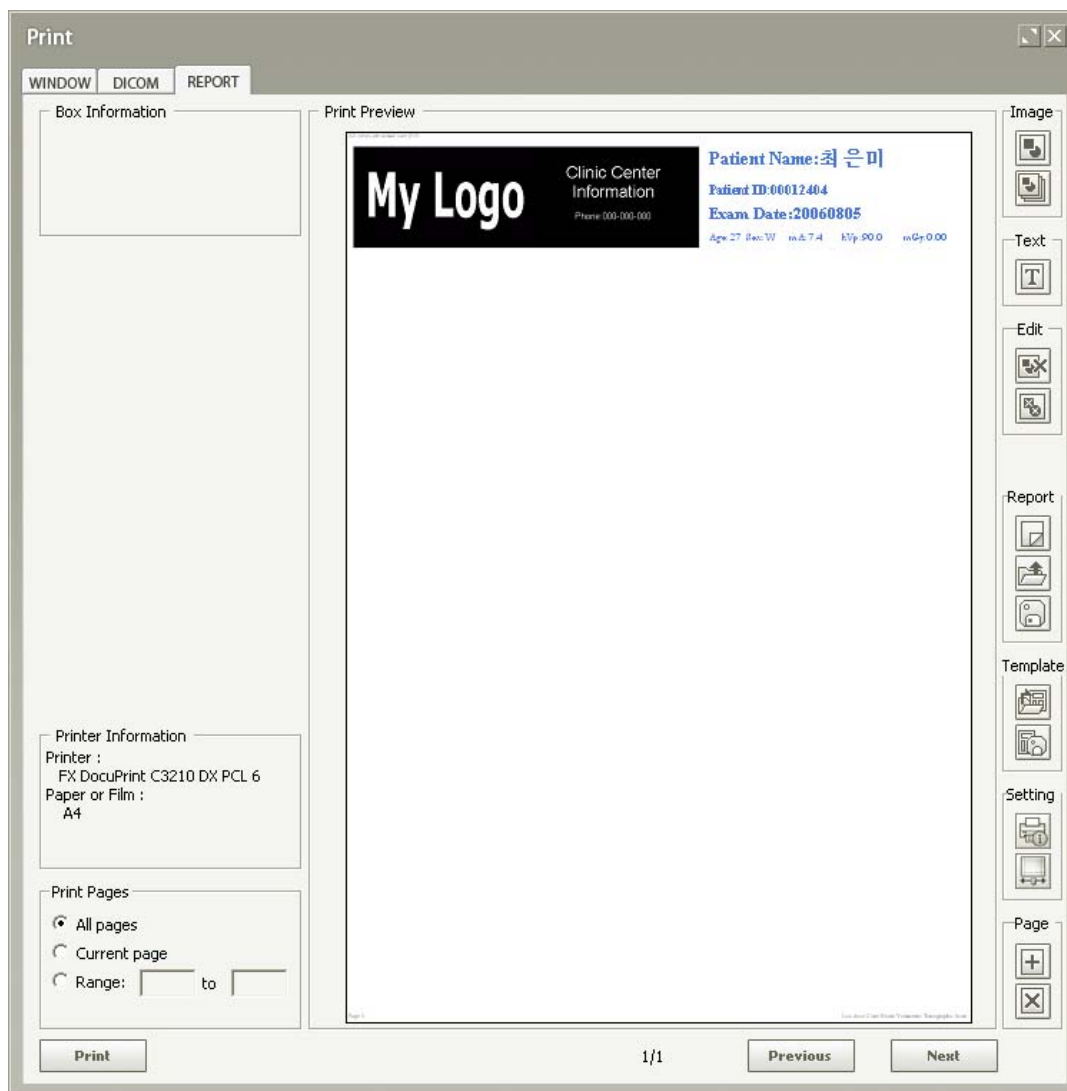 Print
WINDOW DICOM REPORT
Box Information
Print Preview
My Logo
Clinic Center
Information
Phone:000-000-000
Patient Name:최 은미
Patient ID:00012404
Exam Date:20060805
Age:27 Sex:W mA:7.4 kVp:90.0 mGy:0.00
Image
Text
T
Edit
Report
Template
Setting
Page
Printer Information
Printer :
FX DocuPrint C3210 DX PCL 6
Paper or Film :
A4
Print Pages
All pages
Current page
Range: to
Page 1
Print
1/1
Previous
Next